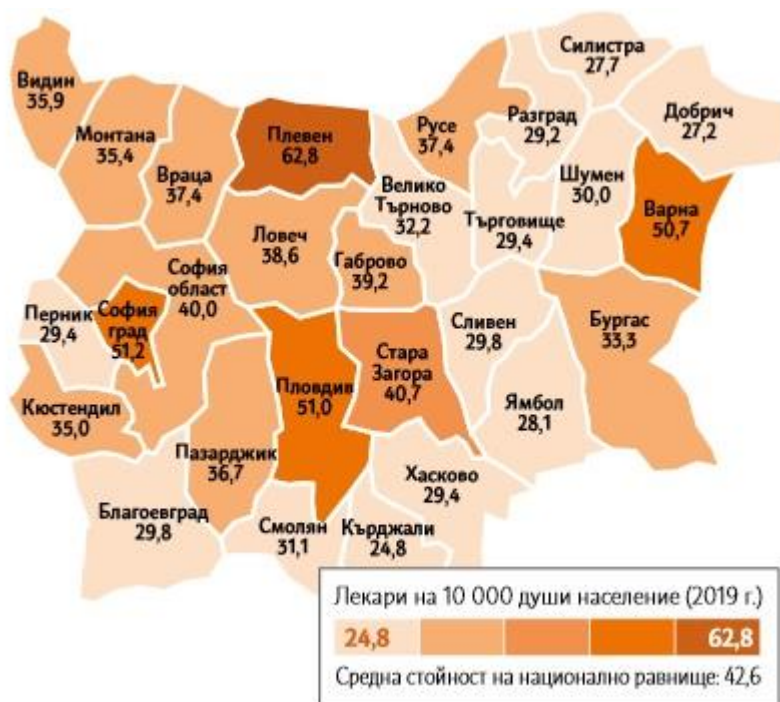 Силистра
27,7
Видин
35,9
Добрич
27,2
Разград
29,2
Русе
37,4
Монтана
35,4
Плевен
62,8
Враца
37,4
Шумен
30,0
Велико
Търново
32,2
Варна
50,7
Търговище
29,4
Ловеч
38,6
Габрово
39,2
София
област
40,0
Перник
29,4
София
град
51,2
Сливен
29,8
Бургас
33,3
Стара
Загора
40,7
Пловдив
51,0
Ямбол
28,1
Кюстендил
35,0
Пазарджик
36,7
Хасково
29,4
Благоевград
29,8
Смолян
31,1
Кърджали
24,8
Лекари на 10 000 души население (2019 г.)
24,8 62,8
Средна стойност на национално равнище: 42,6